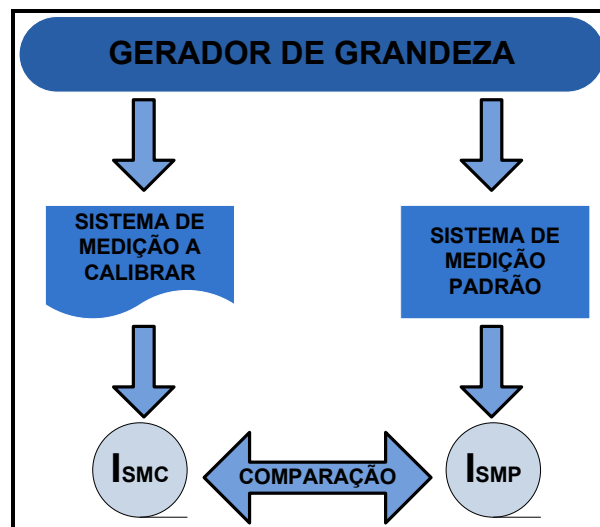 GERADOR DE GRANDEZA
SISTEMA DE
MEDIÇÃO A
CALIBRAR
SISTEMA DE
MEDIÇÃO
PADRÃO
ISMC
COMPARAÇÃO
ISMP